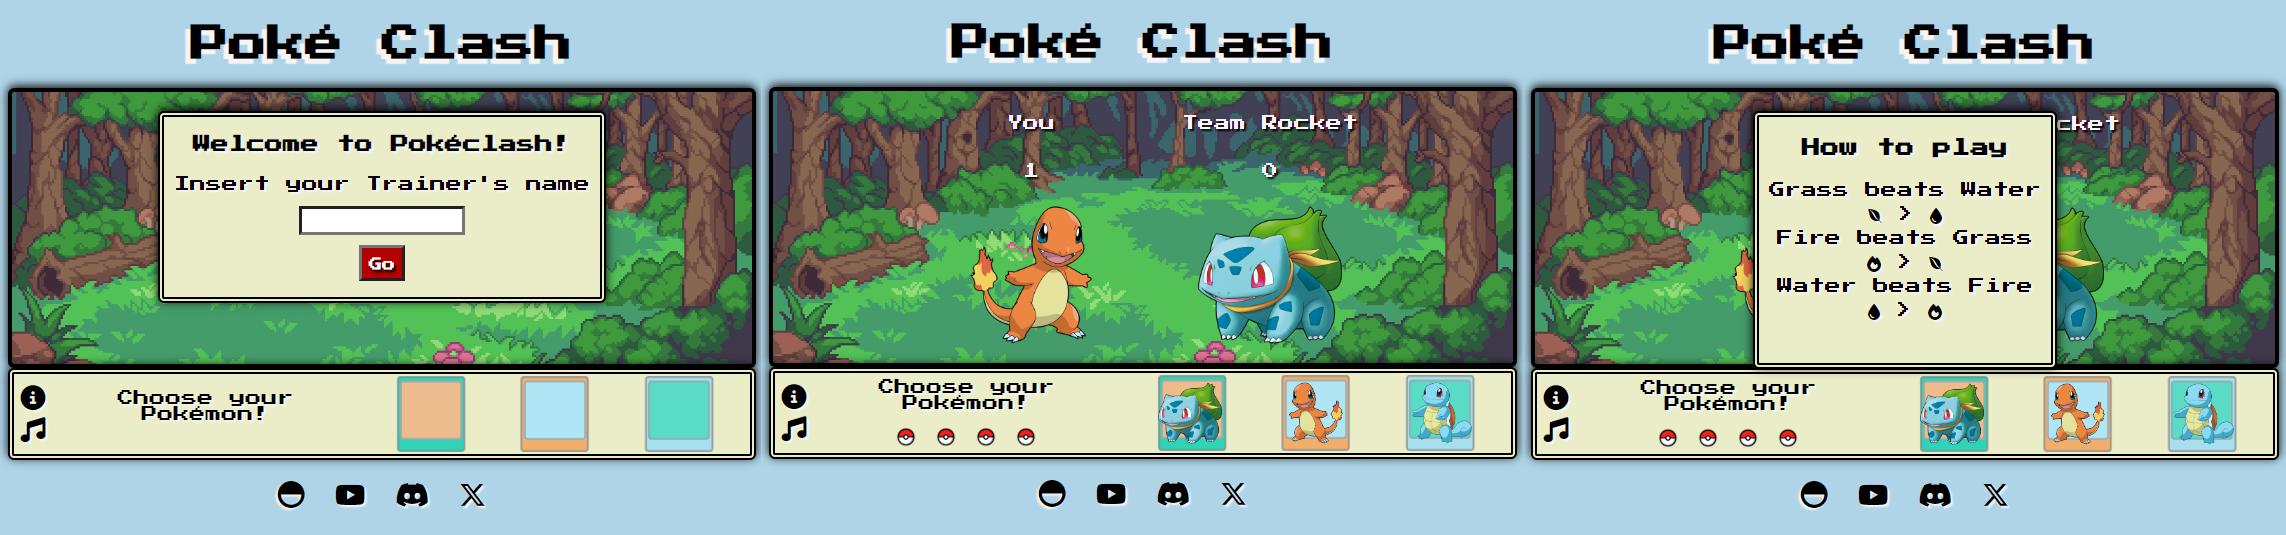 Poké Clash
Welcome to Pokéclash!
Insert your Trainer's name
Go
Choose your
Pokémon!
Poké Clash
You
Team Rocket
1
0
Choose your
Pokémon!
Poké Clash
cket
How to play
Grass beats Water
>
Fire beats Grass
>
Water beats Fire
>
Choose your
Pokémon!